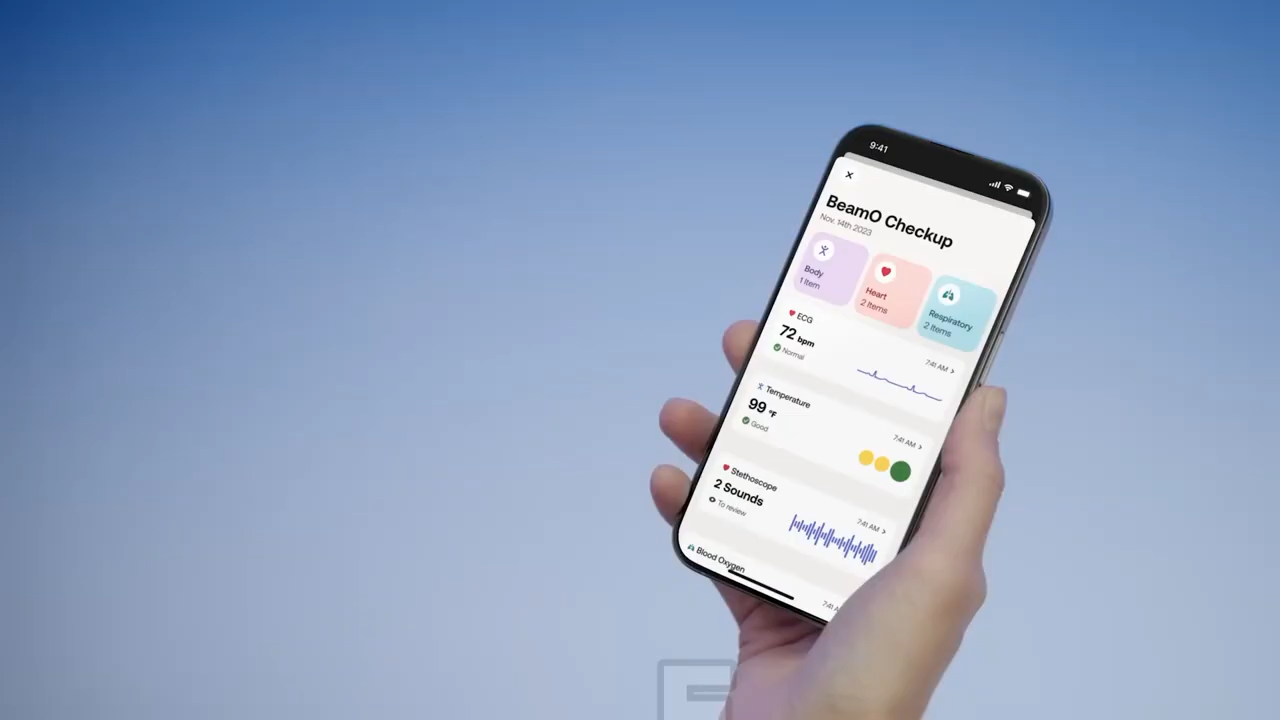 9:41
BeamO Checkup
Nov. 14th 2023
Body
1 Item
Heart
2 Items
Respiratory
2 Items
ECG
72 bpm
Normal
7:41 AM
Temperature
99 °F
Good
7:41 AM
Stethoscope
2 Sounds
To review
7:41 AM
Blood Oxygen
7:41 A